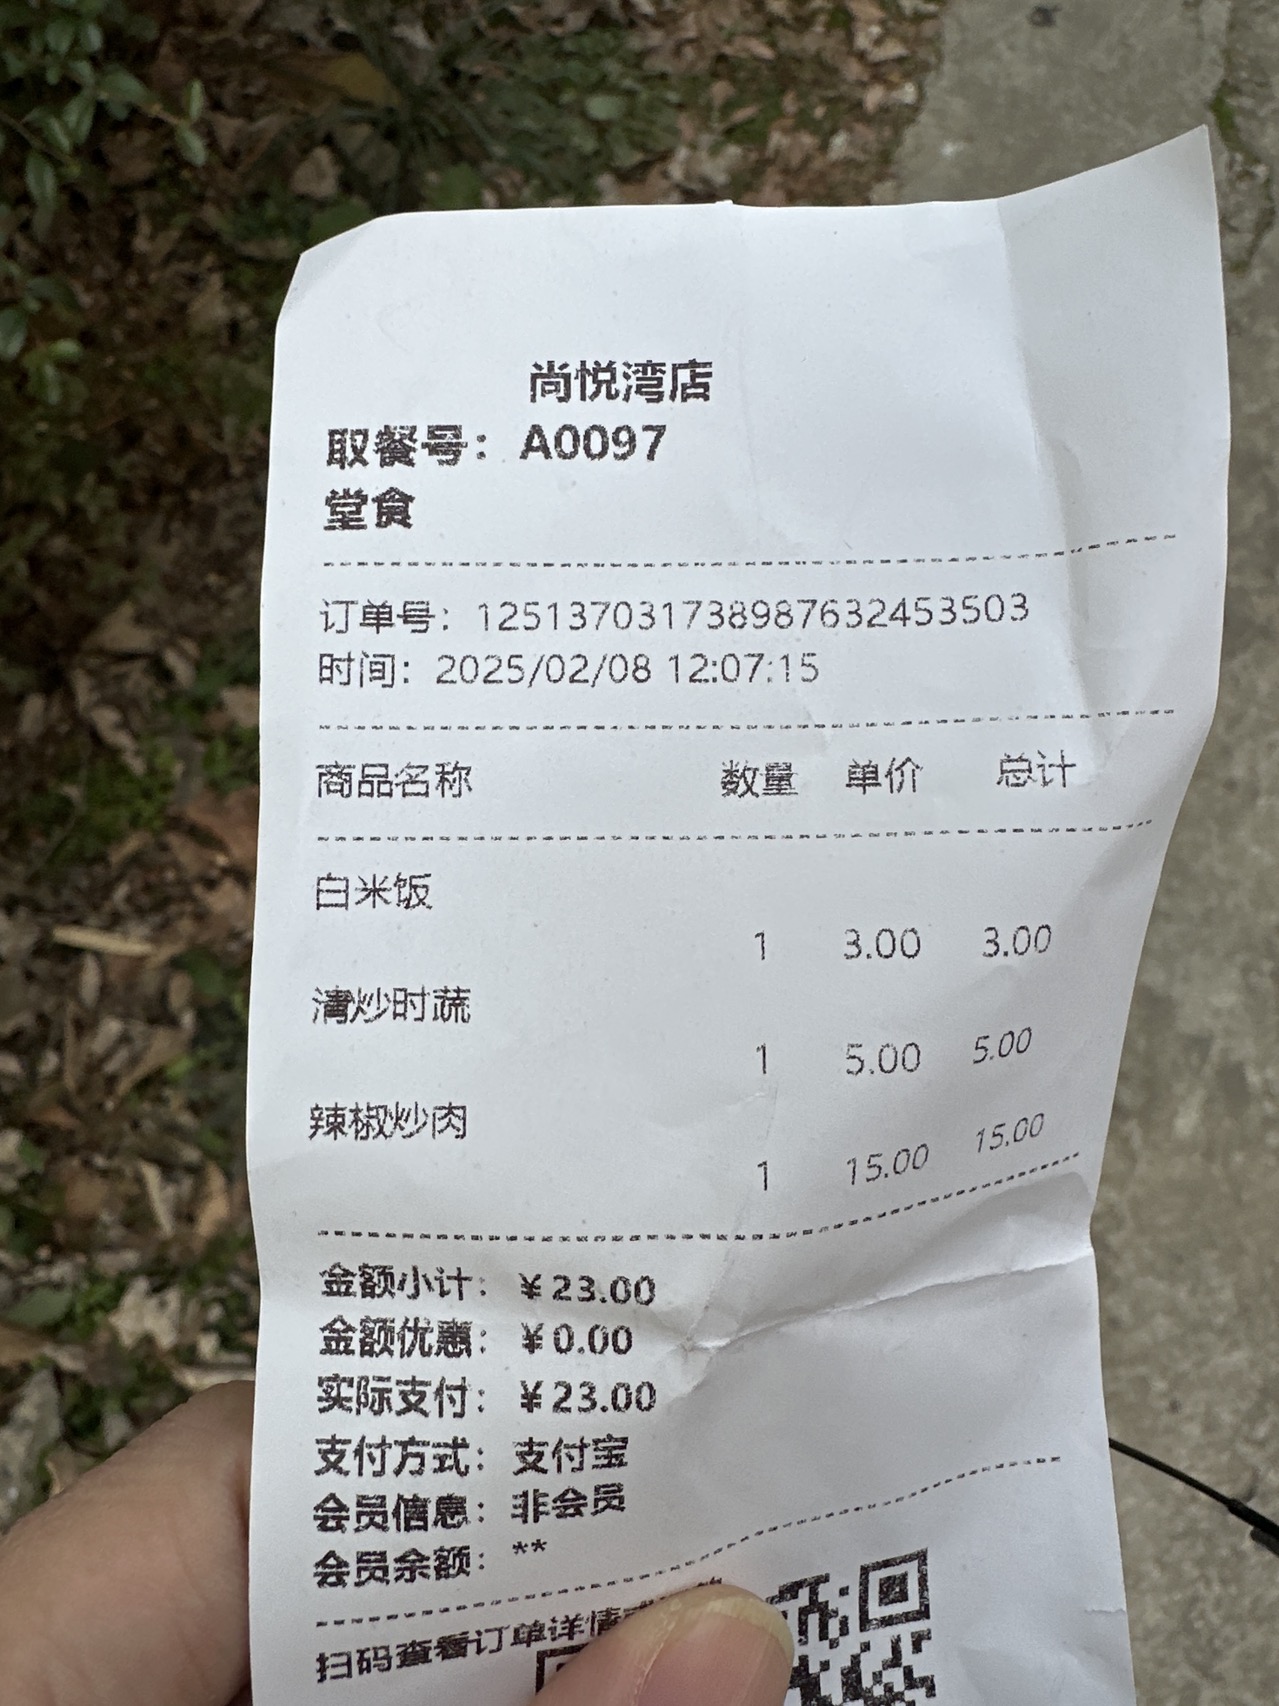 尚悦湾店
取餐号：A0097
堂食
订单号：125137031738987632453503
时间：2025/02/08 12:07:15
商品名称 数量 单价 总计
白米饭
1 3.00 3.00
清炒时蔬
1 5.00 5.00
辣椒炒肉
1 15.00 15.00
金额小计：￥23.00
金额优惠：￥0.00
实际支付：￥23.00
支付方式：支付宝
会员信息：非会员
会员余额：**
扫码查看订单详情